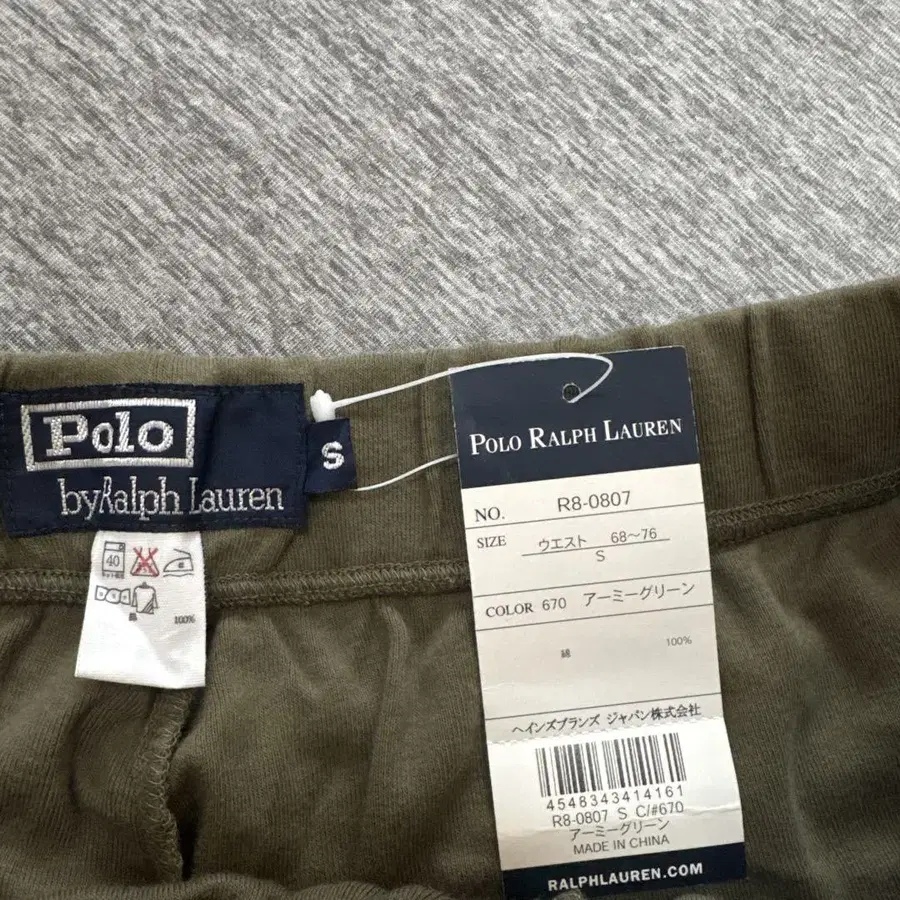 Polo
by Ralph Lauren
S
40
100%
POLO RALPH LAUREN
NO. R8-0807
SIZE ウエスト 68～76
S
COLOR 670 アーミーグリーン
綿 100%
ヘインズブランズ ジャパン株式会社
4548343414161
R8-0807 S C/#670
アーミーグリーン
MADE IN CHINA
RALPHLAUREN.COM